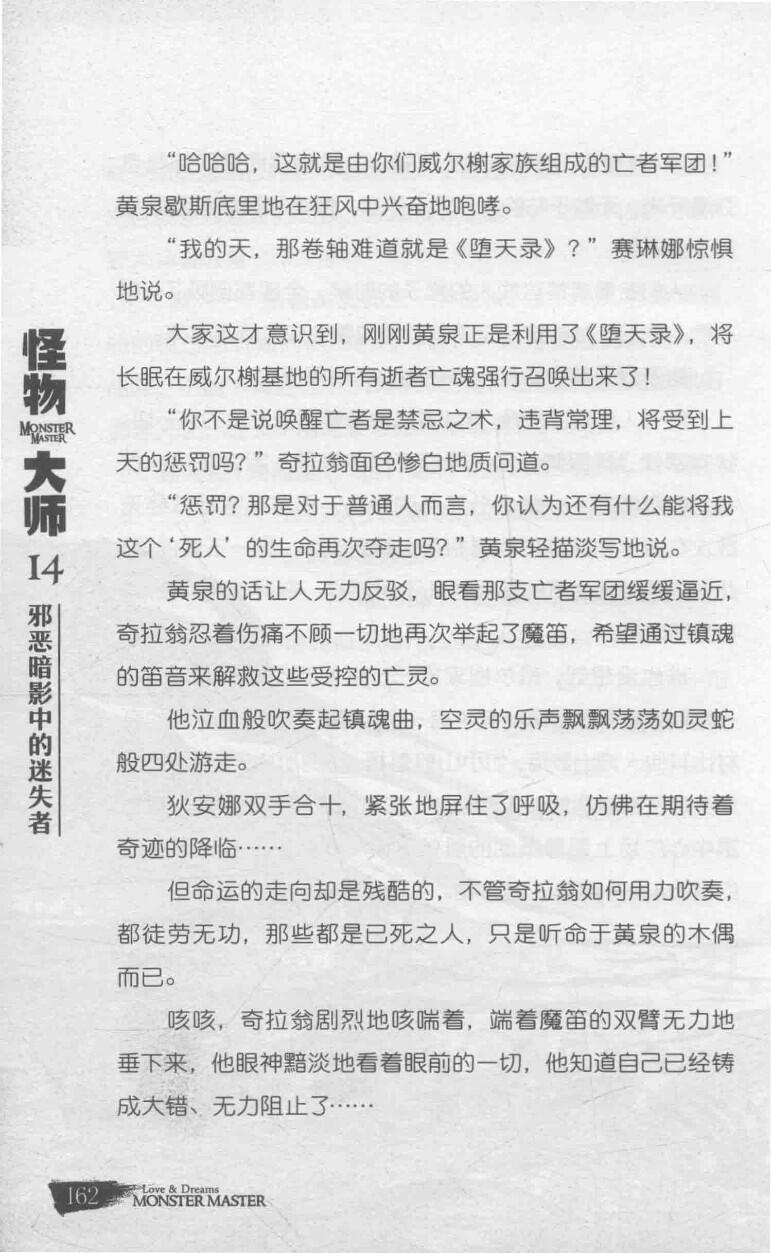 “哈哈哈，这就是由你们威尔榭家族组成的亡者军团！”
黄泉歇斯底里地在狂风中兴奋地咆哮。
“我的天，那卷轴难道就是《堕天录》？”赛琳娜惊惧
地说。
大家这才意识到，刚刚黄泉正是利用了《堕天录》，将
长眠在威尔榭基地的所有逝者亡魂强行召唤出来了。
“你不是说唤醒亡者是禁忌之术，违背常理，将受到上
天的惩罚吗？”奇拉翁面色惨白地质问道。
“惩罚？那是对于普通人而言，你认为还有什么能将我
这个‘死人’的生命再次夺走吗？”黄泉轻描淡写地说。
黄泉的话让人无力反驳，眼看那支亡者军团缓缓逼近，
奇拉翁忍着伤痛不顾一切地再次举起了魔笛，希望通过镇魂
的笛音来解救这些受控的亡灵。
他泣血般吹奏起镇魂曲，空灵的乐声飘飘荡荡如灵蛇
般四处游走。
狄安娜双手合十，紧张地屏住了呼吸，仿佛在期待着
奇迹的降临……
但命运的走向却是残酷的，不管奇拉翁如何用力吹奏，
都徒劳无功，那些都是已死之人，只是听命于黄泉的木偶
而已。
咳咳，奇拉翁剧烈地咳喘着，端着魔笛的双臂无力地
垂下来，他眼神黯淡地看着眼前的一切，他知道自己已经铸
成大错、无力阻止了……
怪物
MONSTER
MASTER
大师
14
邪恶暗影中的迷失者
162
Love & Dreams
MONSTER MASTER